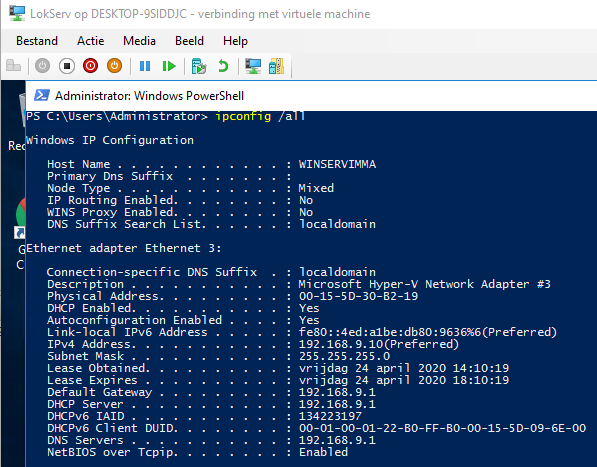 LokServ op DESKTOP-9SIDDJC - verbinding met virtuele machine
Bestand Actie Media Beeld Help
Administrator: Windows PowerShell
PS C:\Users\Administrator> ipconfig /all
Windows IP Configuration
Host Name . . . . . . . . . . . . : WINSERVIMMA
Primary Dns Suffix . . . . . . . :
Node Type . . . . . . . . . . . . : Mixed
IP Routing Enabled. . . . . . . . : No
WINS Proxy Enabled. . . . . . . . : No
DNS Suffix Search List. . . . . . : localdomain
Ethernet adapter Ethernet 3:
Connection-specific DNS Suffix . : localdomain
Description . . . . . . . . . . . : Microsoft Hyper-V Network Adapter #3
Physical Address. . . . . . . . . : 00-15-5D-30-B2-19
DHCP Enabled. . . . . . . . . . . : Yes
Autoconfiguration Enabled . . . . : Yes
Link-local IPv6 Address . . . . . : fe80::4ed:a1be:db80:9636%6(Preferred)
IPv4 Address. . . . . . . . . . . : 192.168.9.10(Preferred)
Subnet Mask . . . . . . . . . . . : 255.255.255.0
Lease Obtained. . . . . . . . . . : vrijdag 24 april 2020 14:10:19
Lease Expires . . . . . . . . . . : vrijdag 24 april 2020 18:10:19
Default Gateway . . . . . . . . . : 192.168.9.1
DHCP Server . . . . . . . . . . . : 192.168.9.1
DHCPv6 IAID . . . . . . . . . . . : 134223197
DHCPv6 Client DUID. . . . . . . . : 00-01-00-01-22-B0-FF-B0-00-15-5D-09-6E-00
DNS Servers . . . . . . . . . . . : 192.168.9.1
NetBIOS over Tcpip. . . . . . . . : Enabled